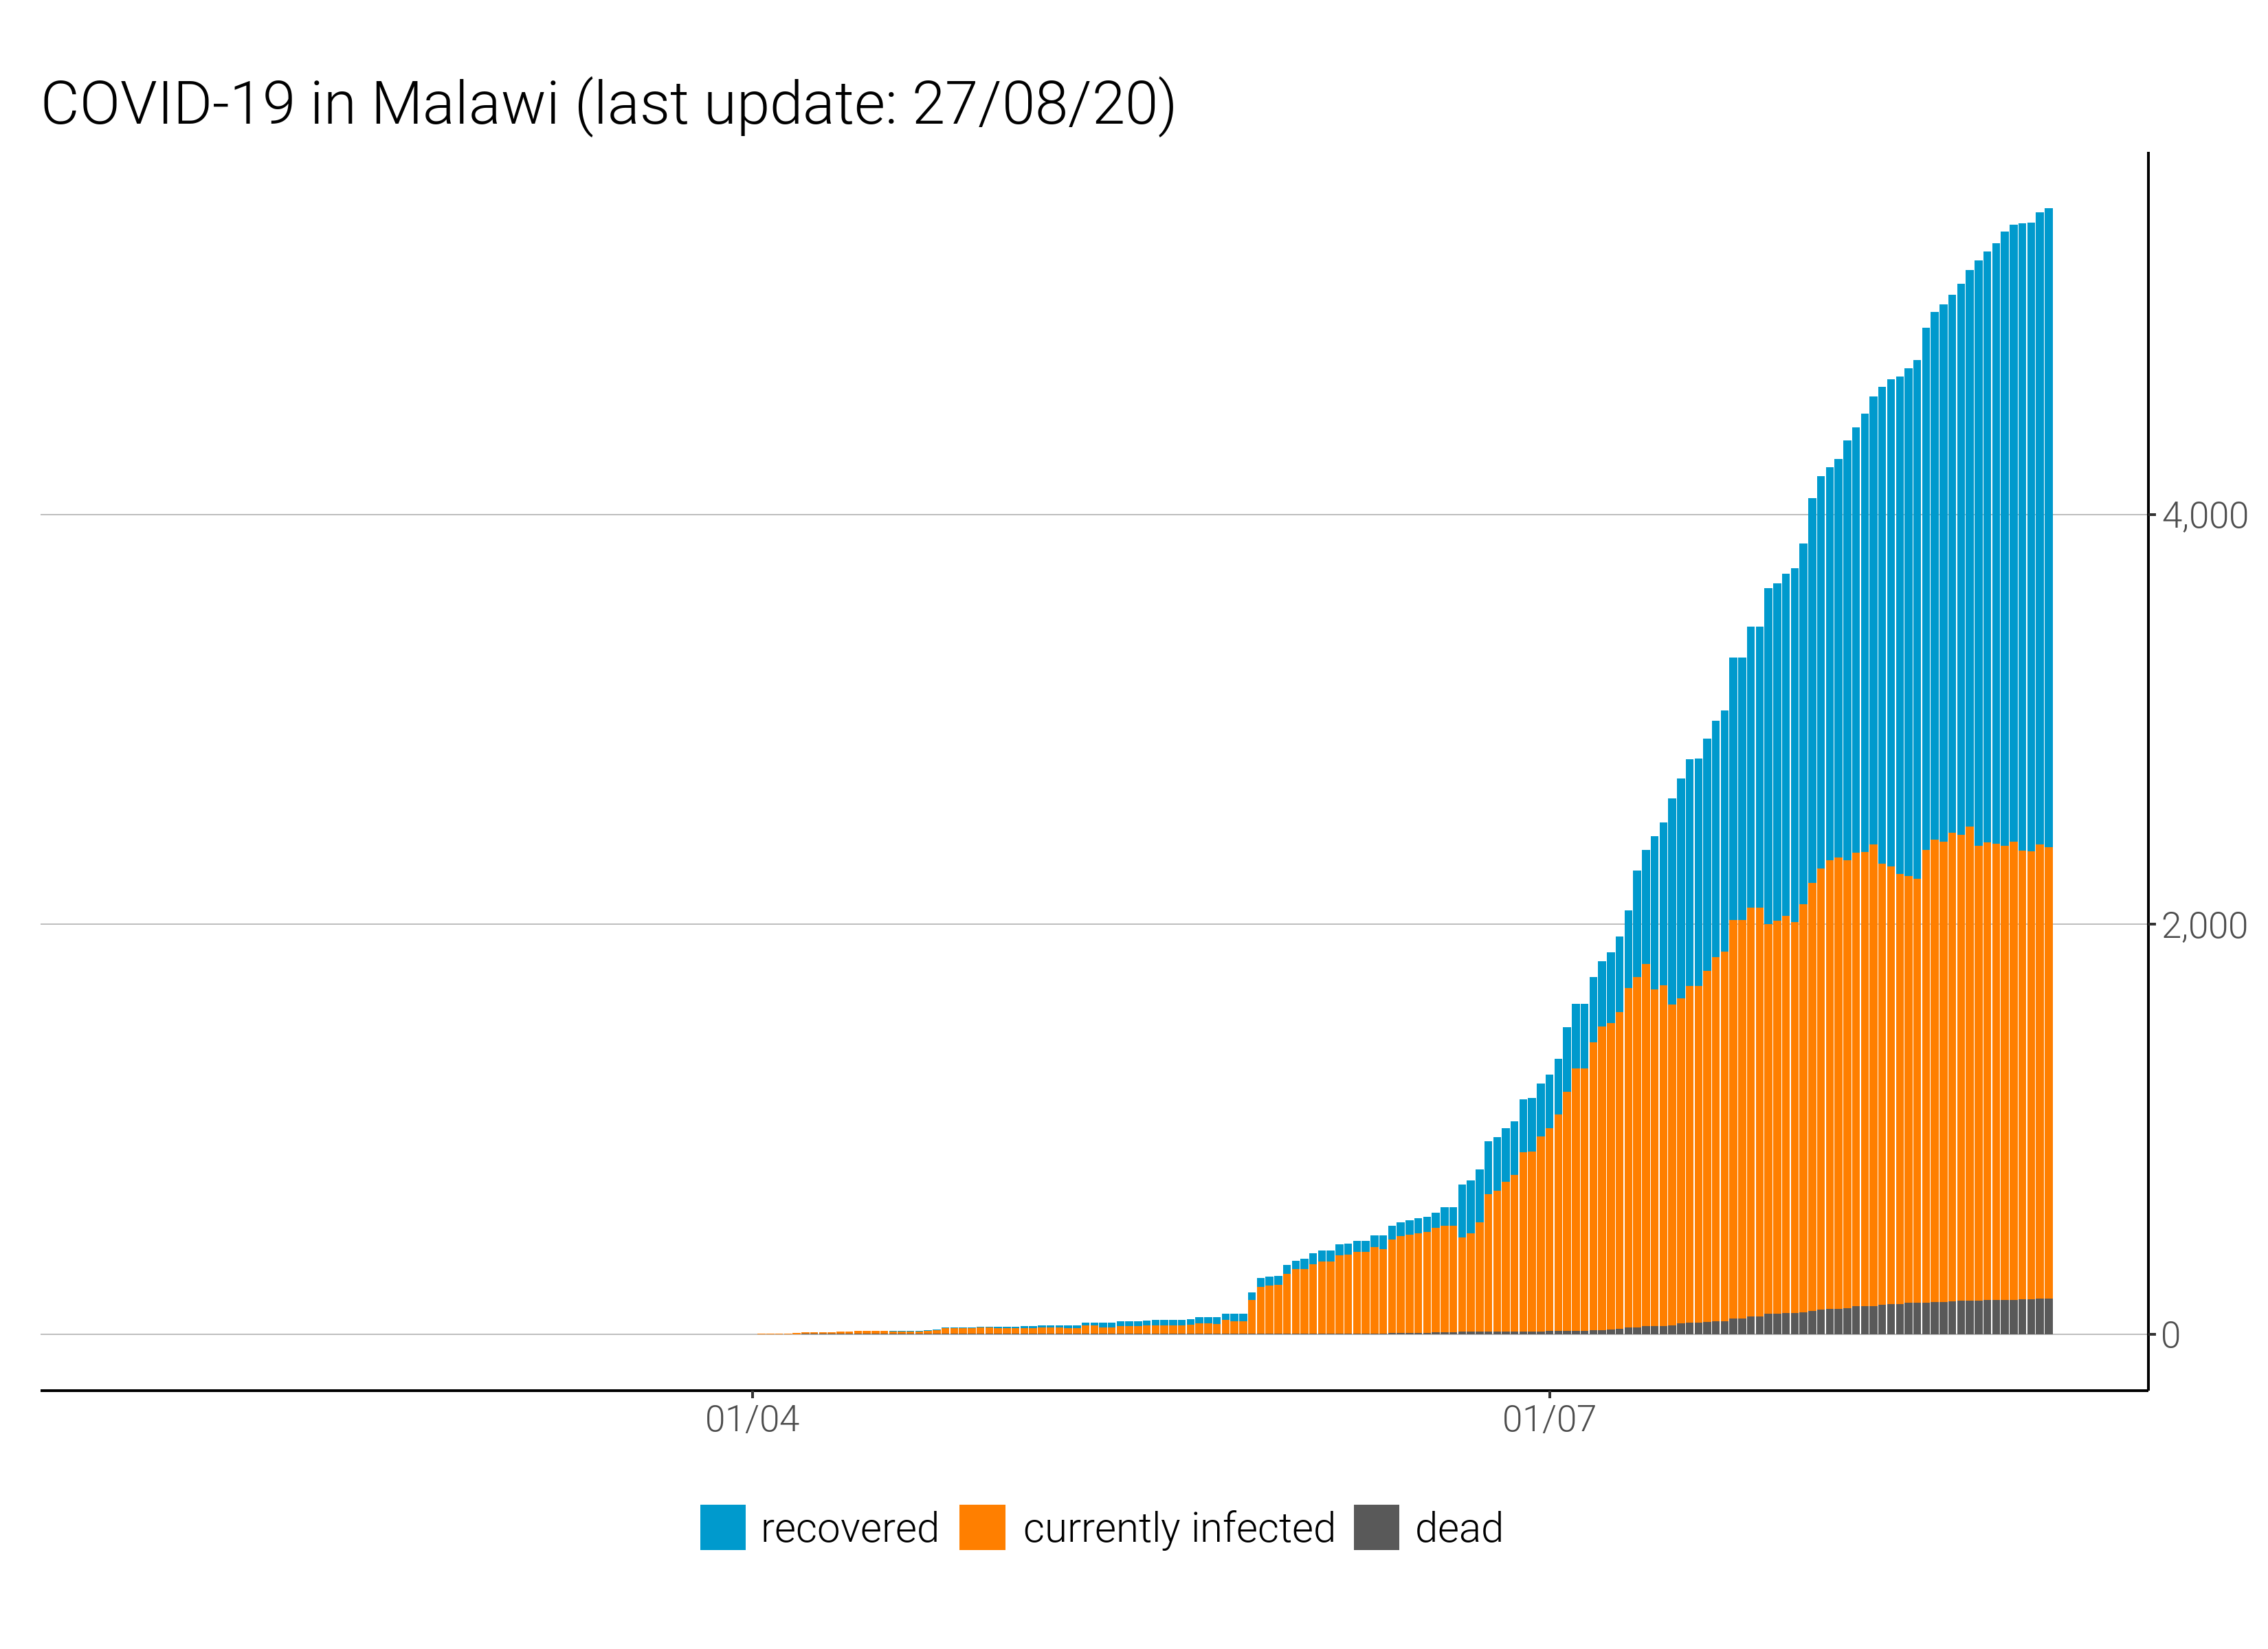 COVID-19 in Malawi (last update: 27/08/20)
4,000
2,000
0
01/04 01/07
recovered currently infected dead